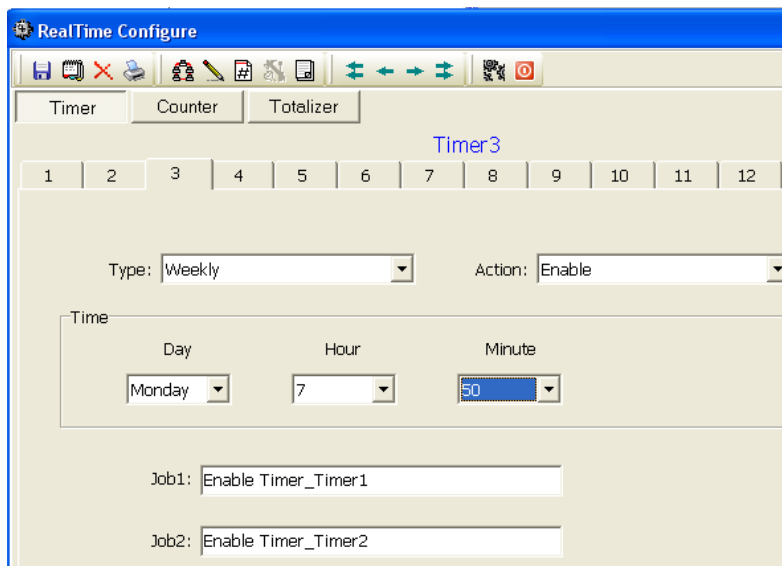 RealTime Configure
Timer Counter Totalizer
Timer3
1 2 3 4 5 6 7 8 9 10 11 12
Type: Weekly Action: Enable
Time
Day Hour Minute
Monday 7 50
Job1: Enable Timer_Timer1
Job2: Enable Timer_Timer2